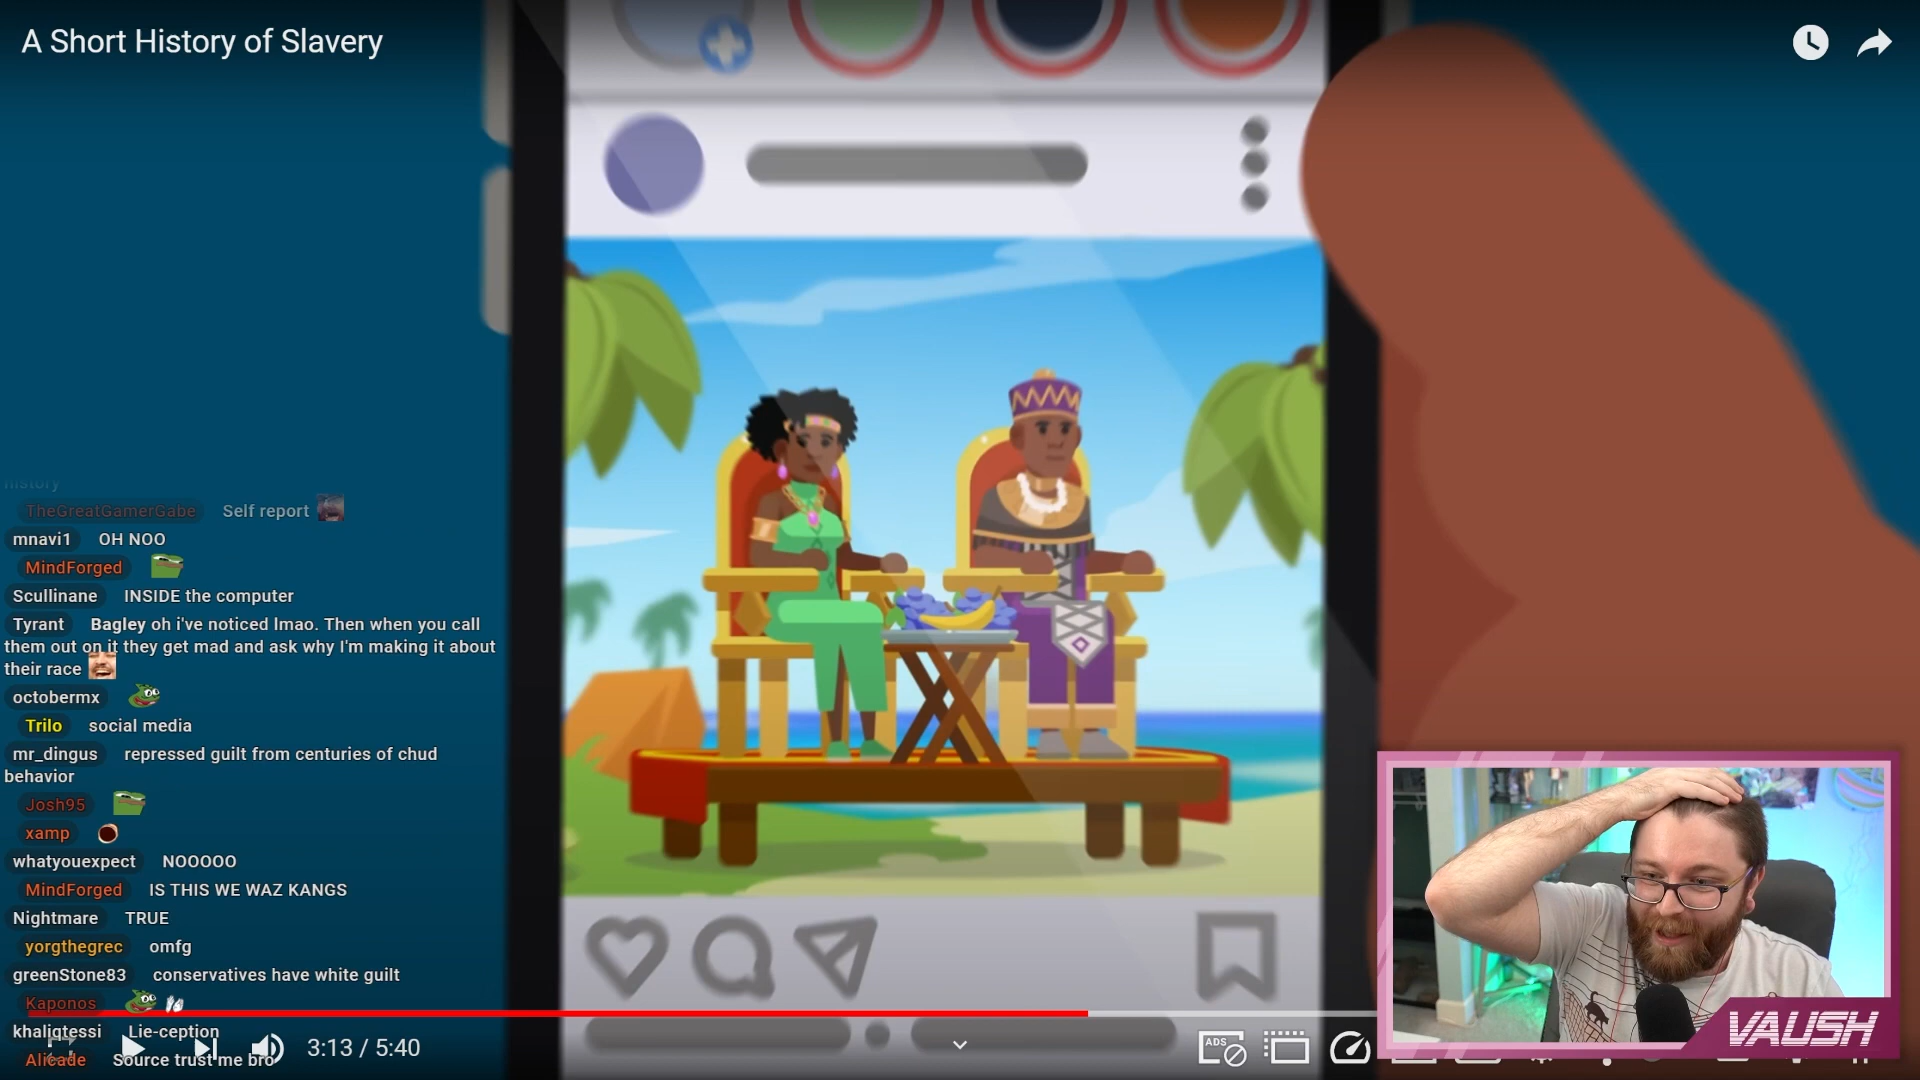 A Short History of Slavery
history
TheGreatGamerGabe Self report
mnavi1 OH NOO
MindForged
Scullinane INSIDE the computer
Tyrant Bagley oh i've noticed lmao. Then when you call
them out on it they get mad and ask why I'm making it about
their race
octobermx
Trilo social media
mr_dingus repressed guilt from centuries of chud
behavior
Josh95
xamp
whatyouexpect NOOOOO
MindForged IS THIS WE WAZ KANGS
Nightmare TRUE
yorgthegrec omfg
greenStone83 conservatives have white guilt
Kaponos
khaliqtessi Lie-ception
Alicade Source trust me bro
3:13 / 5:40
ADS
VAUSH